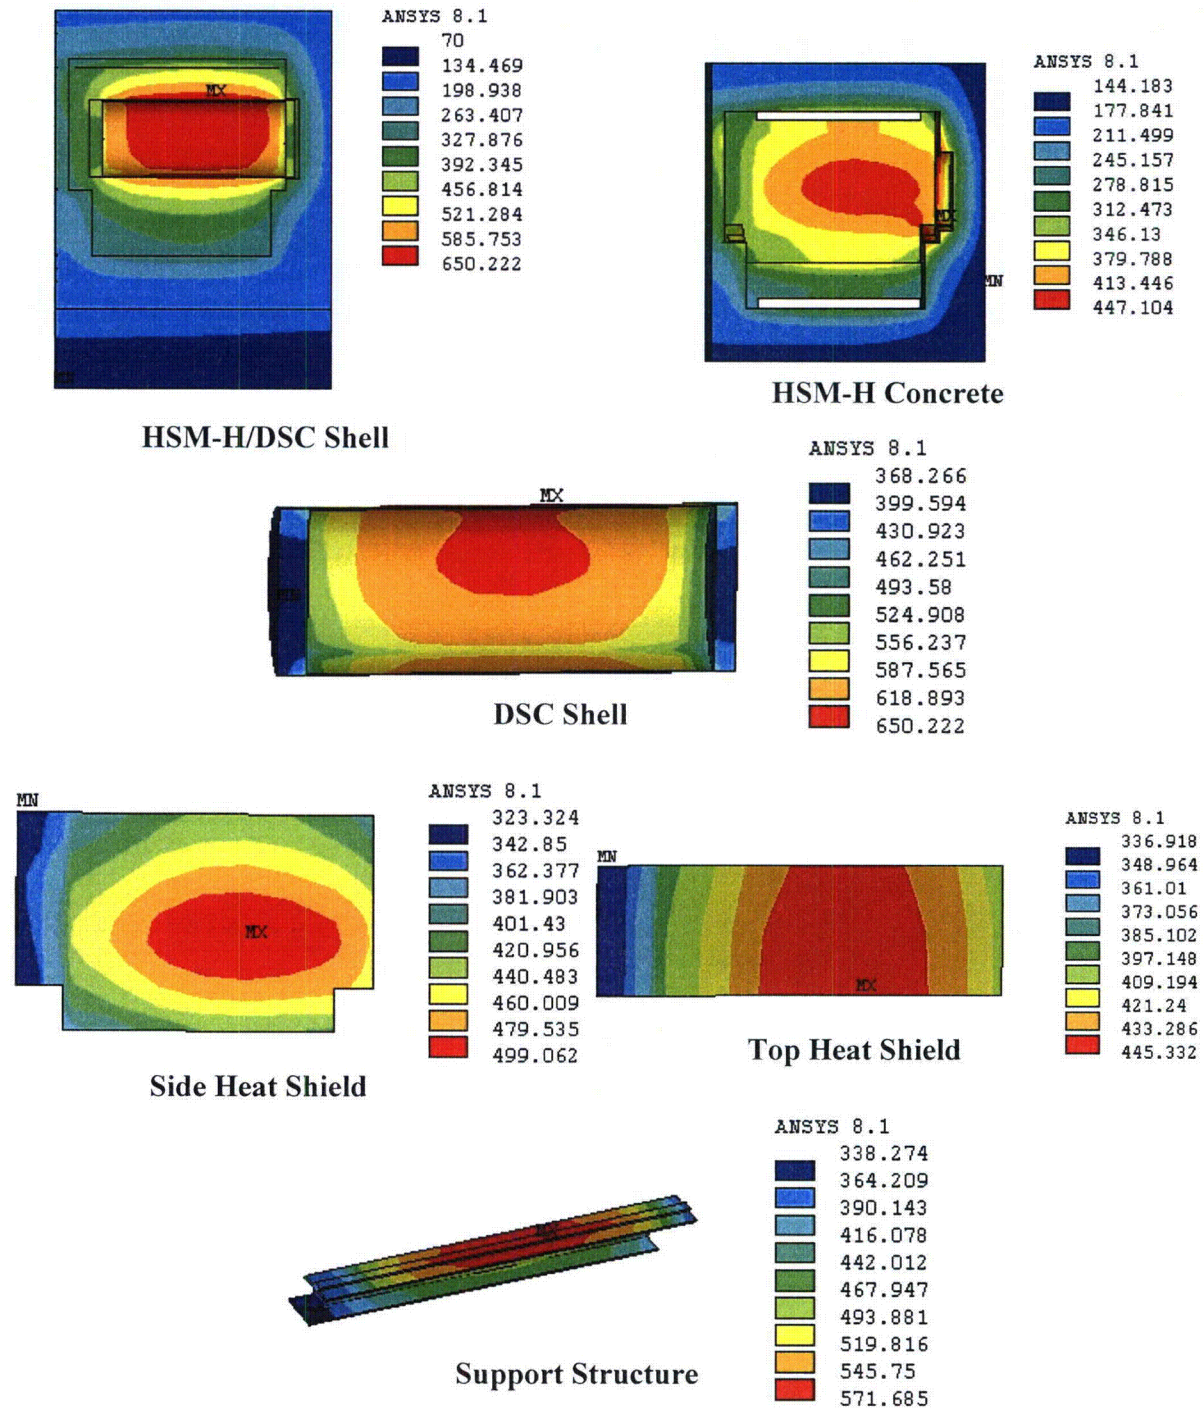 ANSYS 8.1
70
134.469
198.938
263.407
327.876
392.345
456.814
521.284
585.753
650.222
MX
MN
HSM-H/DSC Shell
ANSYS 8.1
144.183
177.841
211.499
245.157
278.815
312.473
346.13
379.788
413.446
447.104
MX
MN
HSM-H Concrete
ANSYS 8.1
368.266
399.594
430.923
462.251
493.58
524.908
556.237
587.565
618.893
650.222
MX
MN
DSC Shell
ANSYS 8.1
323.324
342.85
362.377
381.903
401.43
420.956
440.483
460.009
479.535
499.062
MN
MX
Side Heat Shield
ANSYS 8.1
336.918
348.964
361.01
373.056
385.102
397.148
409.194
421.24
433.286
445.332
MN
MX
Top Heat Shield
ANSYS 8.1
338.274
364.209
390.143
416.078
442.012
467.947
493.881
519.816
545.75
571.685
MX
Support Structure